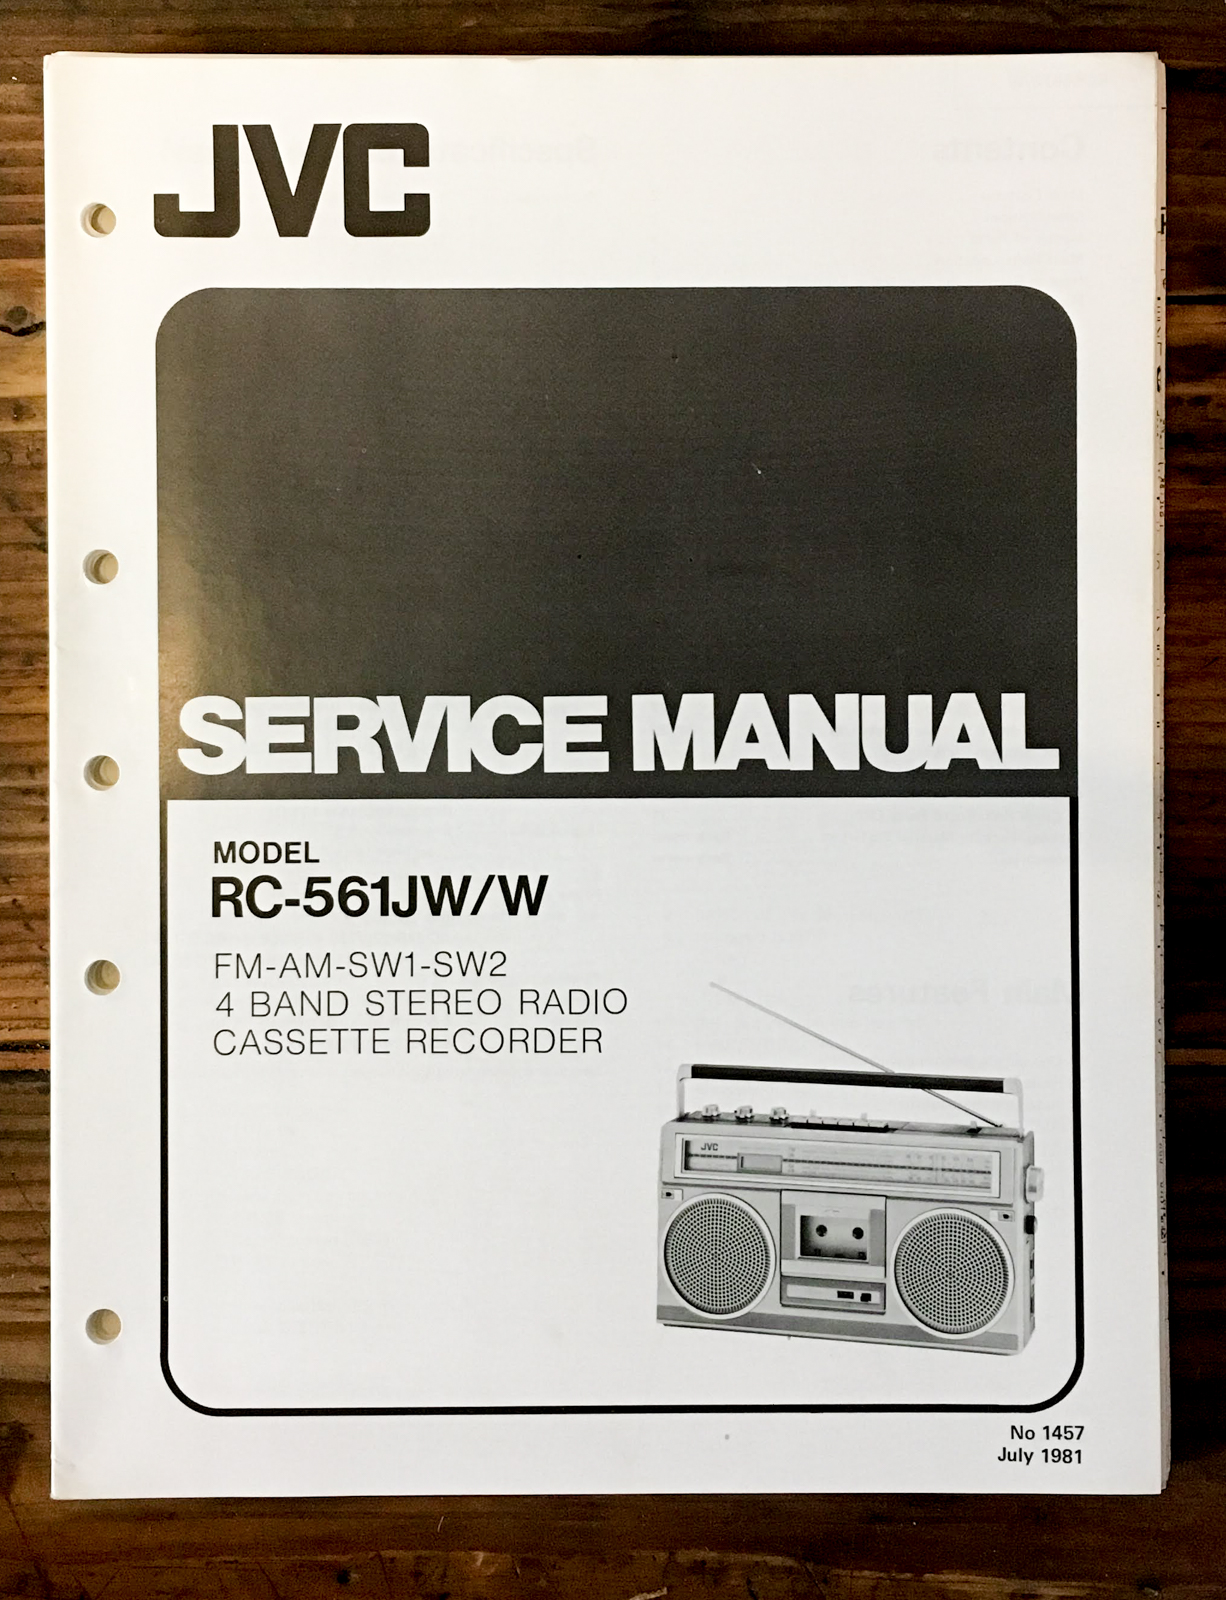 JVC
SERVICE MANUAL
MODEL
RC-561JW/W
FM-AM-SW1-SW2
4 BAND STEREO RADIO
CASSETTE RECORDER
JVC
No 1457
July 1981